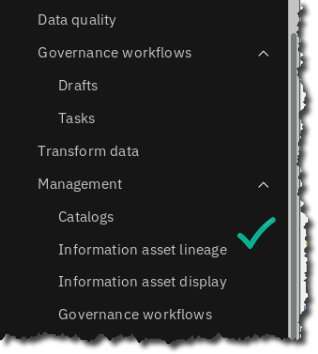 Data quality
Governance workflows
Drafts
Tasks
Transform data
Management
Catalogs
Information asset lineage
Information asset display
Governance workflows